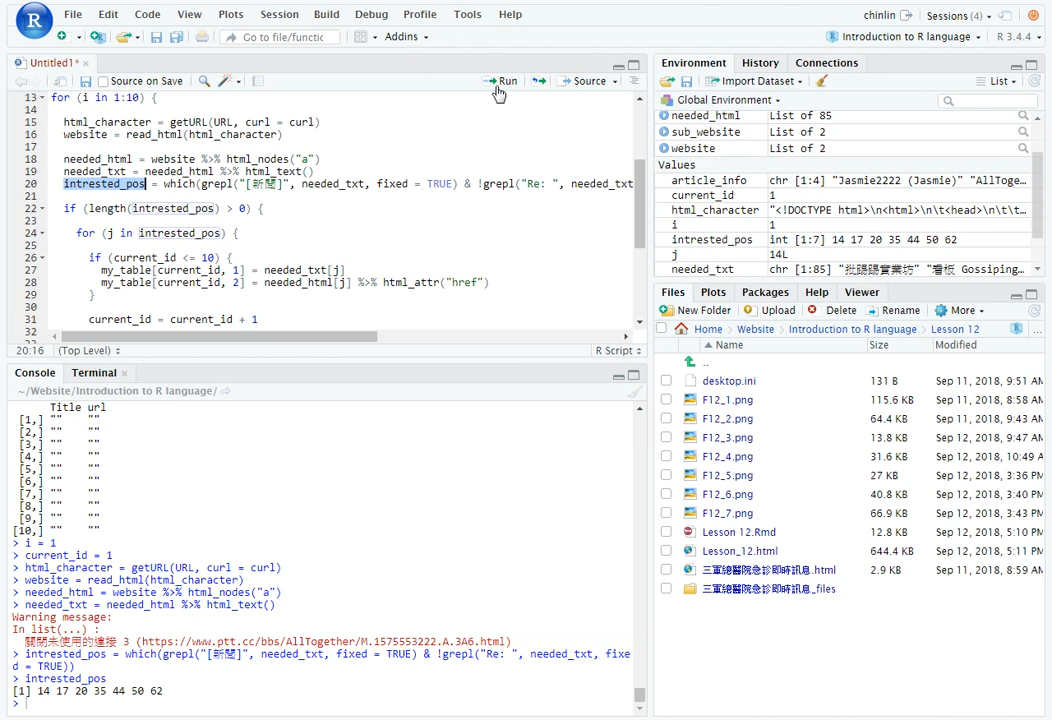 R File Edit Code View Plots Session Build Debug Profile Tools Help chinlin Sessions (4)
Go to file/functic Addins Introduction to R language R 3.4.4
Untitled1* ×
Source on Save Run Source
13 for (i in 1:10) {
14
15 html_character = getURL(URL, curl = curl)
16 website = read_html(html_character)
17
18 needed_html = website %>% html_nodes("a")
19 needed_txt = needed_html %>% html_text()
20 intrested_pos = which(grepl("[新聞]", needed_txt, fixed = TRUE) & !grepl("Re: ", needed_txt
21
22 if (length(intrested_pos) > 0) {
23
24 for (j in intrested_pos) {
25
26 if (current_id <= 10) {
27 my_table[current_id, 1] = needed_txt[j]
28 my_table[current_id, 2] = needed_html[j] %>% html_attr("href")
29 }
30
31 current_id = current_id + 1
32
20:16 (Top Level) R Script
Console Terminal ×
~/Website/Introduction to R language/
Title url
[1,] "" ""
[2,] "" ""
[3,] "" ""
[4,] "" ""
[5,] "" ""
[6,] "" ""
[7,] "" ""
[8,] "" ""
[9,] "" ""
[10,] "" ""
> i = 1
> current_id = 1
> html_character = getURL(URL, curl = curl)
> website = read_html(html_character)
> needed_html = website %>% html_nodes("a")
> needed_txt = needed_html %>% html_text()
Warning message:
In list(...) :
關閉未使用的連接 3 (https://www.ptt.cc/bbs/AllTogether/M.1575553222.A.3A6.html)
> intrested_pos = which(grepl("[新聞]", needed_txt, fixed = TRUE) & !grepl("Re: ", needed_txt, fixe
d = TRUE))
> intrested_pos
[1] 14 17 20 35 44 50 62
>
Environment History Connections
Import Dataset List
Global Environment
needed_html List of 85
sub_website List of 2
website List of 2
Values
article_info chr [1:4] "Jasmie2222 (Jasmie)" "AllToge…
current_id 1
html_character "<!DOCTYPE html>\n<html>\n\t<head>\n\t\t…
i 1
intrested_pos int [1:7] 14 17 20 35 44 50 62
j 14L
needed_txt chr [1:85] "批踢踢實業坊" "看板 Gossiping…
Files Plots Packages Help Viewer
New Folder Upload Delete Rename More
Home Website Introduction to R language Lesson 12 ...
Name Size Modified
..
desktop.ini 131 B Sep 11, 2018, 9:51 AM
F12_1.png 115.6 KB Sep 11, 2018, 8:58 AM
F12_2.png 64.4 KB Sep 12, 2018, 9:43 AM
F12_3.png 13.8 KB Sep 12, 2018, 9:47 AM
F12_4.png 31.6 KB Sep 12, 2018, 10:49 A
F12_5.png 27 KB Sep 12, 2018, 3:36 PM
F12_6.png 40.8 KB Sep 12, 2018, 3:40 PM
F12_7.png 66.9 KB Sep 12, 2018, 3:43 PM
Lesson 12.Rmd 12.8 KB Sep 12, 2018, 5:10 PM
Lesson_12.html 644.4 KB Sep 12, 2018, 5:11 PM
三軍總醫院急診即時訊息.html 2.9 KB Sep 12, 2018, 8:59 AM
三軍總醫院急診即時訊息_files